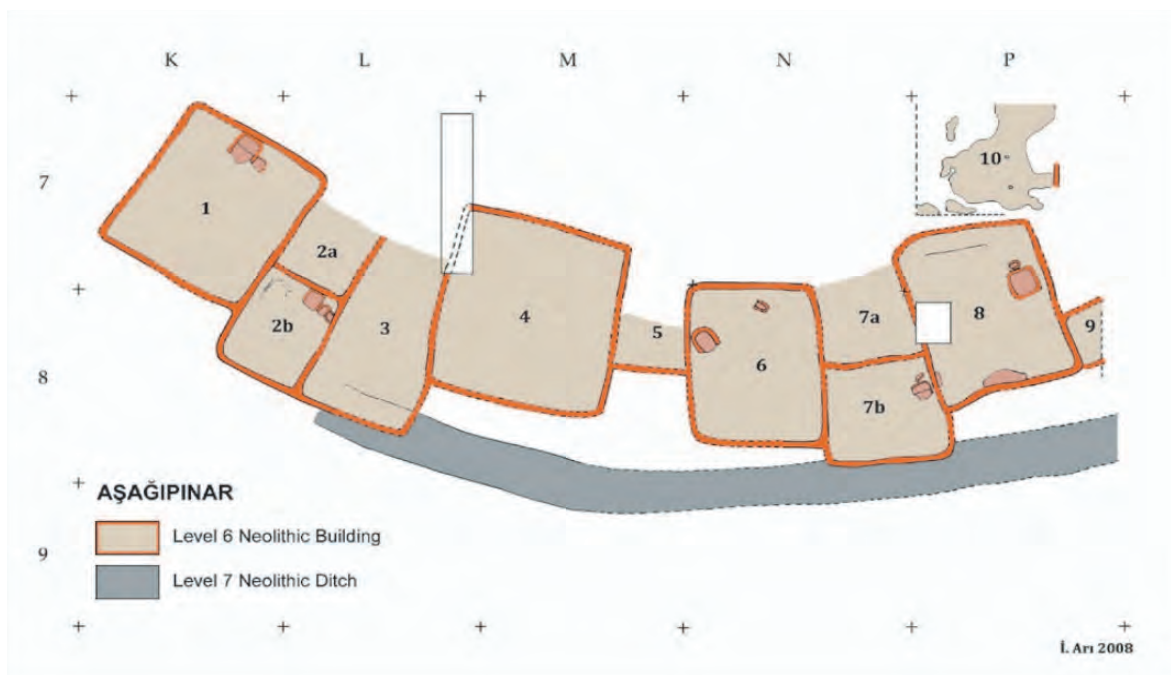 K L M N P
7
10
1
2a
2b
3
4
5
6
7a
8
9
8
7b
AŞAĞIPINAR
Level 6 Neolithic Building
Level 7 Neolithic Ditch
9
İ. Arı 2008